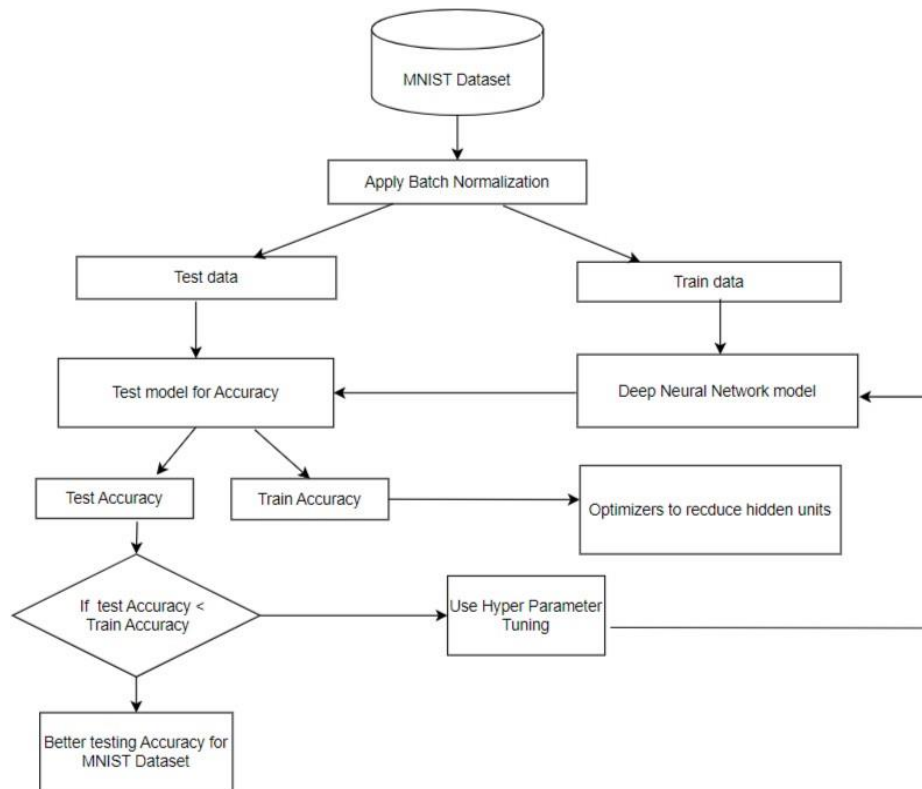 MNIST Dataset
Apply Batch Normalization
Test data
Train data
Test model for Accuracy
Deep Neural Network model
Test Accuracy
Train Accuracy
Optimizers to recduce hidden units
If test Accuracy <
Train Accuracy
Use Hyper Parameter
Tuning
Better testing Accuracy for
MNIST Dataset